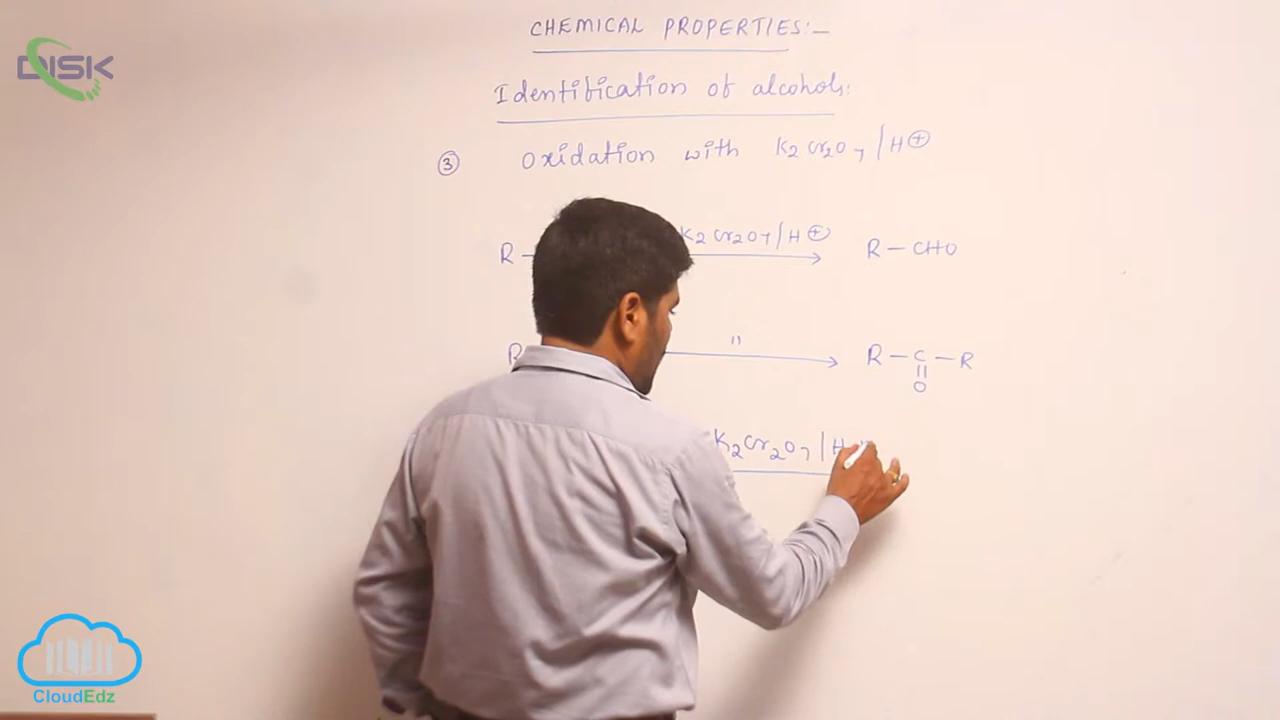 DISK
CHEMICAL PROPERTIES:-
Identification of alcohols:
③ Oxidation with K2Cr2O7/H⊕
R - K2Cr2O7/H⊕ R-CHO
R " R-C-R
||
O
K2Cr2O7/H
CloudEdz